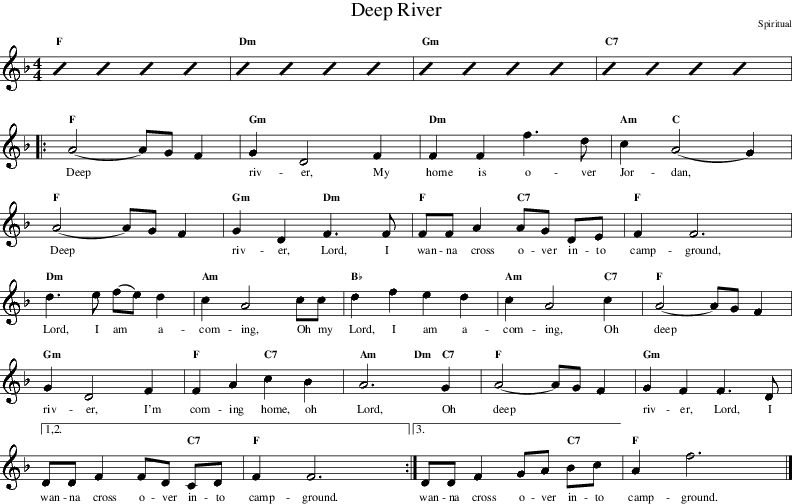 Deep River
Spiritual
F Dm Gm C7
4
4
F Gm Dm Am C
Deep riv - er, My home is o - ver Jor - dan,
F Gm Dm F C7 F
Deep riv - er, Lord, I wan - na cross o - ver in - to camp - ground,
Dm Am B♭ Am C7 F
Lord, I am a - com - ing, Oh my Lord, I am a - com - ing, Oh deep
Gm F C7 Am Dm C7 F Gm
riv - er, I'm com - ing home, oh Lord, Oh deep riv - er, Lord, I
1,2. 3.
C7 F C7 F
wan - na cross o - ver in - to camp - ground. wan - na cross o - ver in - to camp - ground.